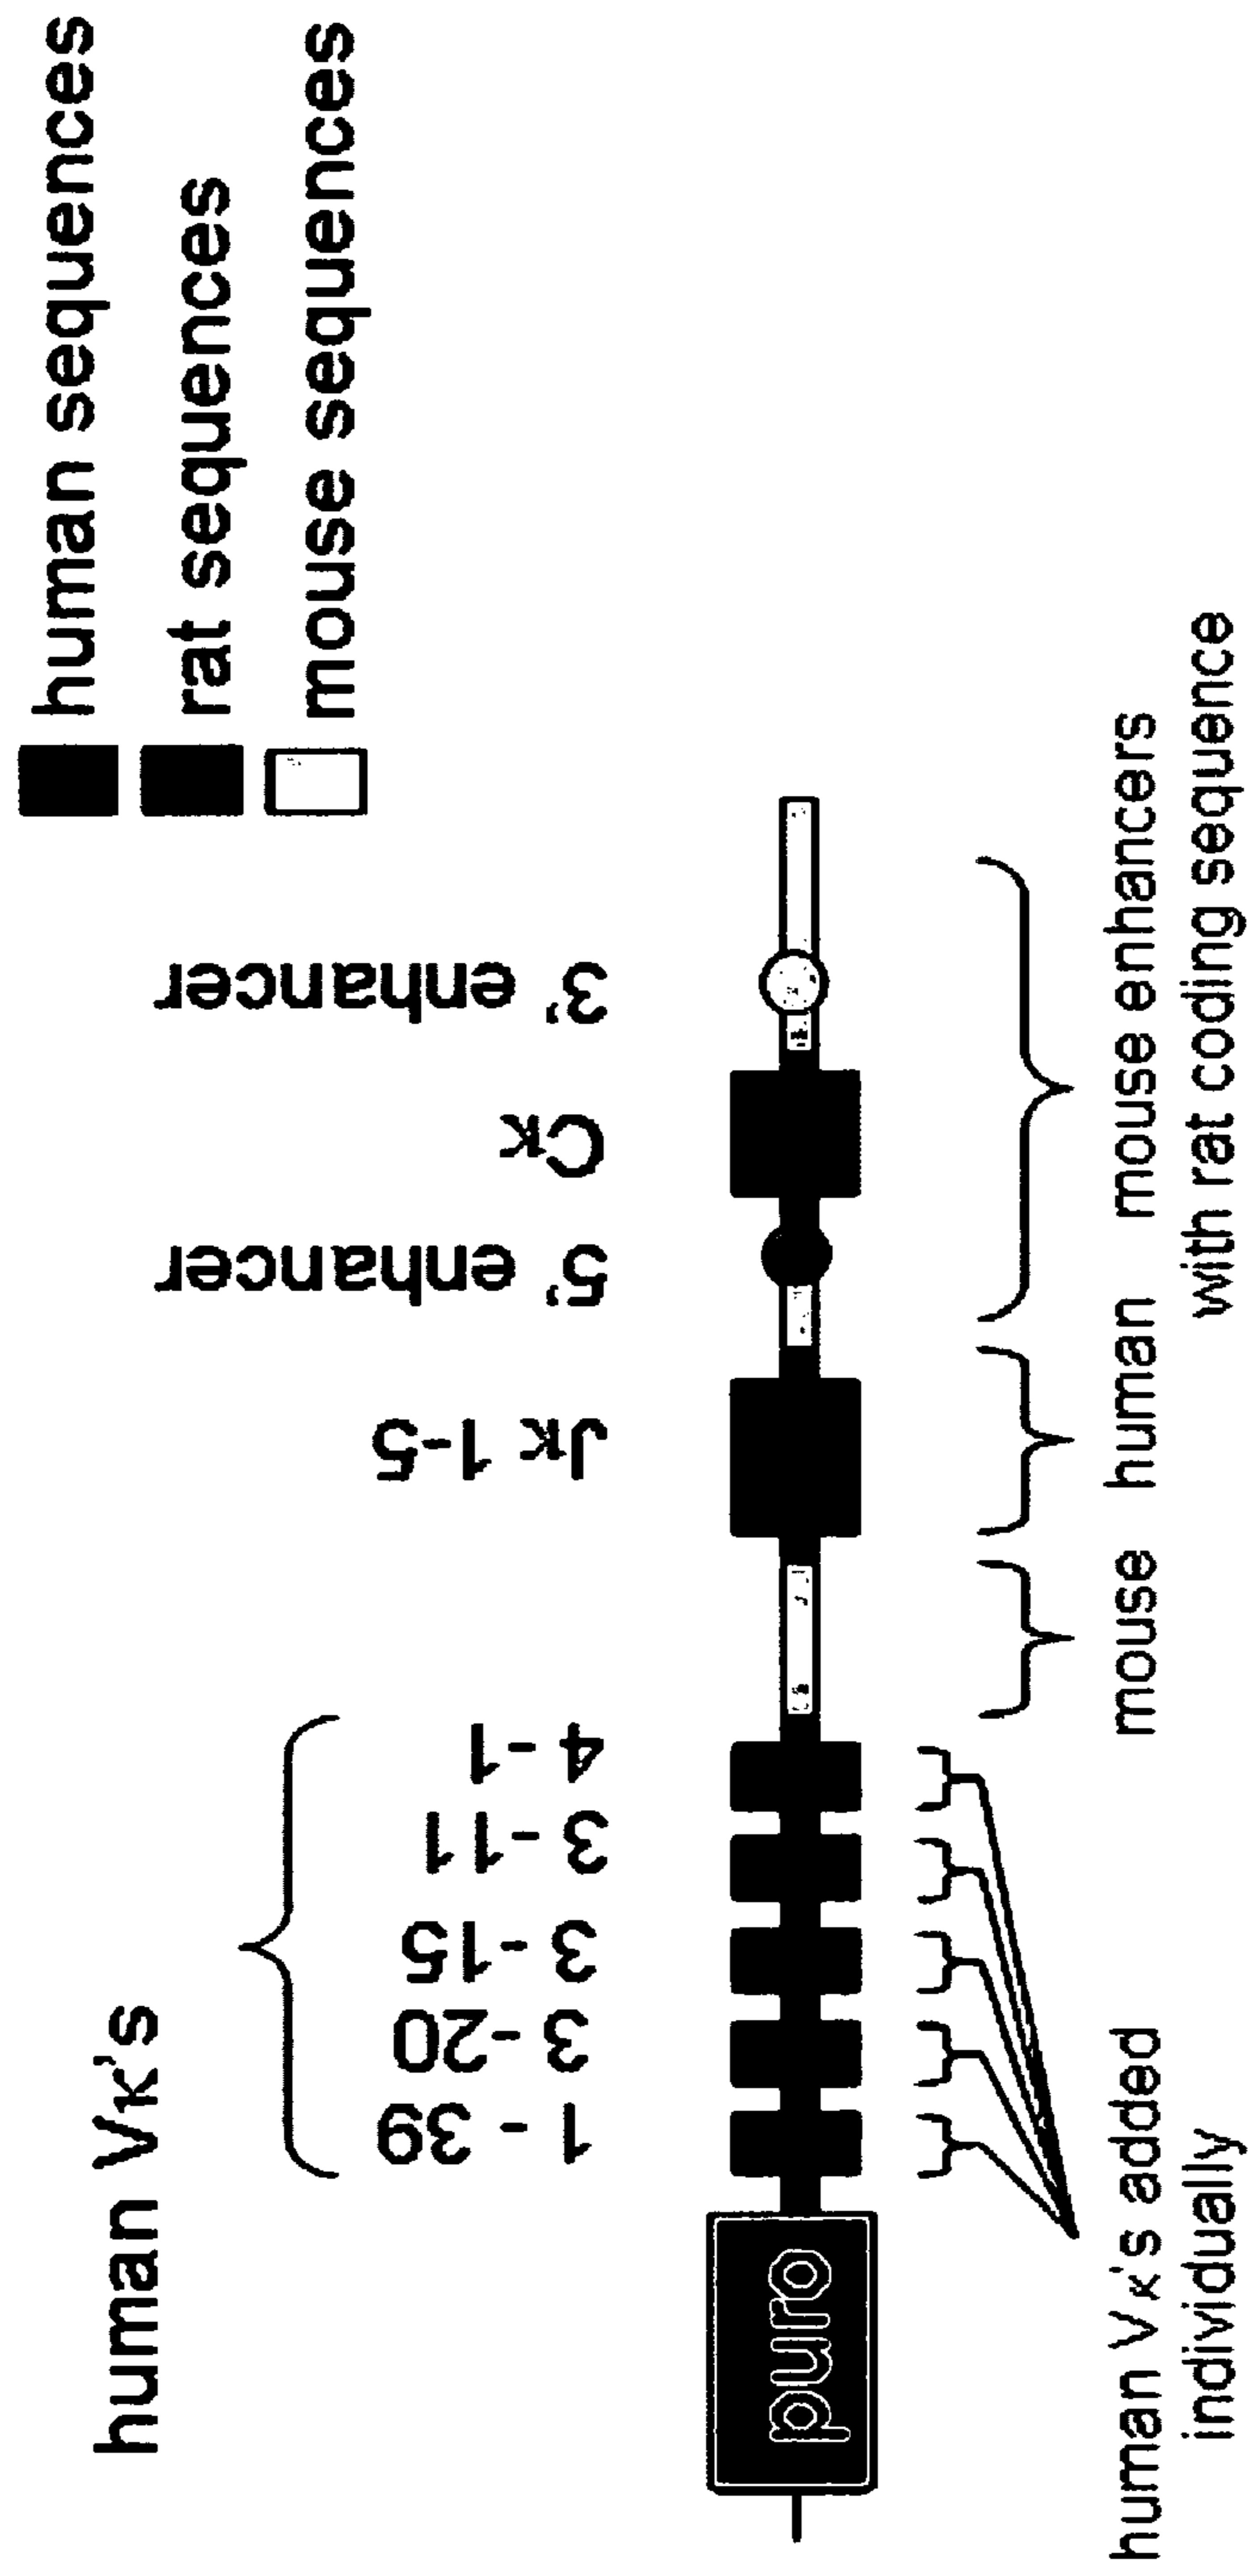 human sequences
rat sequences
mouse sequences
human Vκ's
1 - 39
3 -20
3 -15
3 -11
4 -1
Jκ 1-5
5' enhancer
Cκ
3' enhancer
puro
human Vκ's added
individually
mouse
human
mouse enhancers
with rat coding sequence